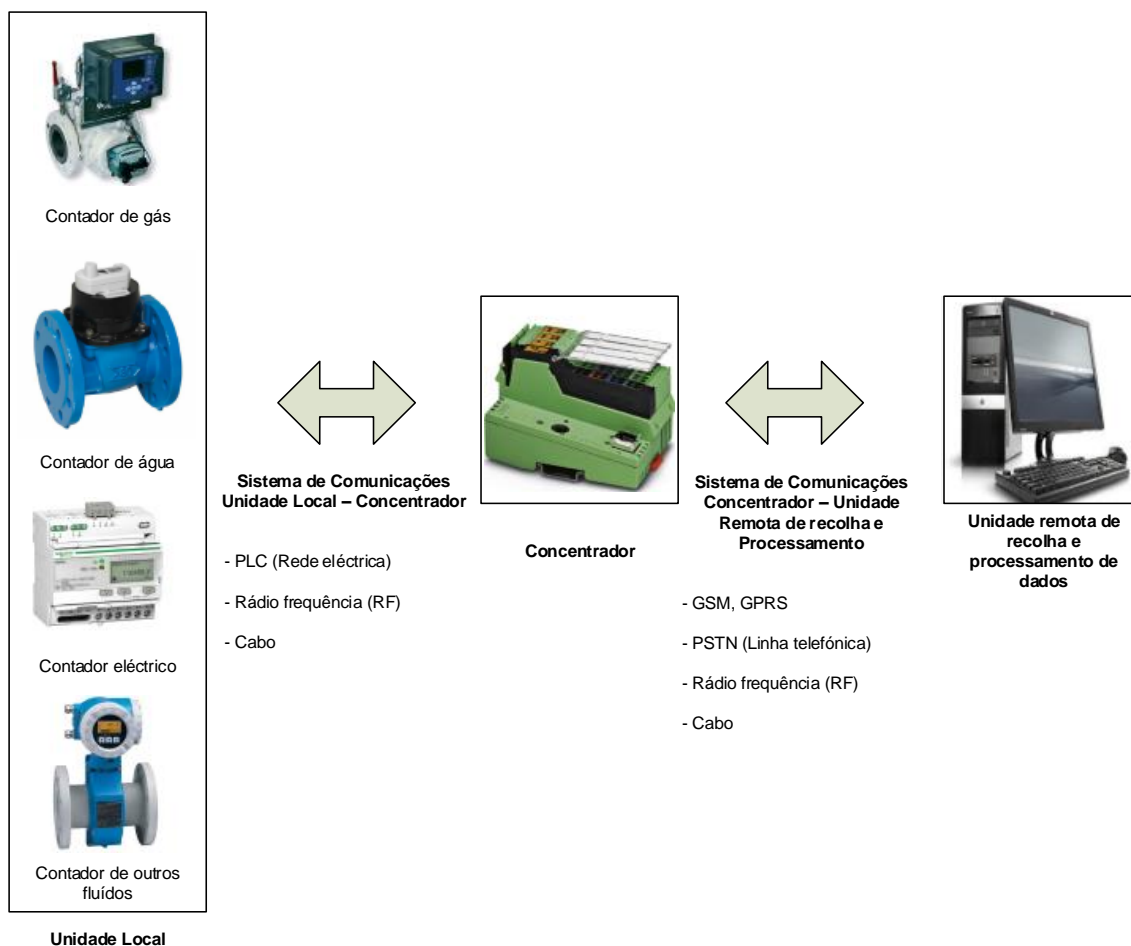 Contador de gás
Contador de água
Contador eléctrico
Contador de outros
fluídos
Unidade Local
Sistema de Comunicações
Unidade Local – Concentrador
- PLC (Rede eléctrica)
- Rádio frequência (RF)
- Cabo
Concentrador
Sistema de Comunicações
Concentrador – Unidade
Remota de recolha e
Processamento
- GSM, GPRS
- PSTN (Linha telefónica)
- Rádio frequência (RF)
- Cabo
Unidade remota de
recolha e
processamento de
dados